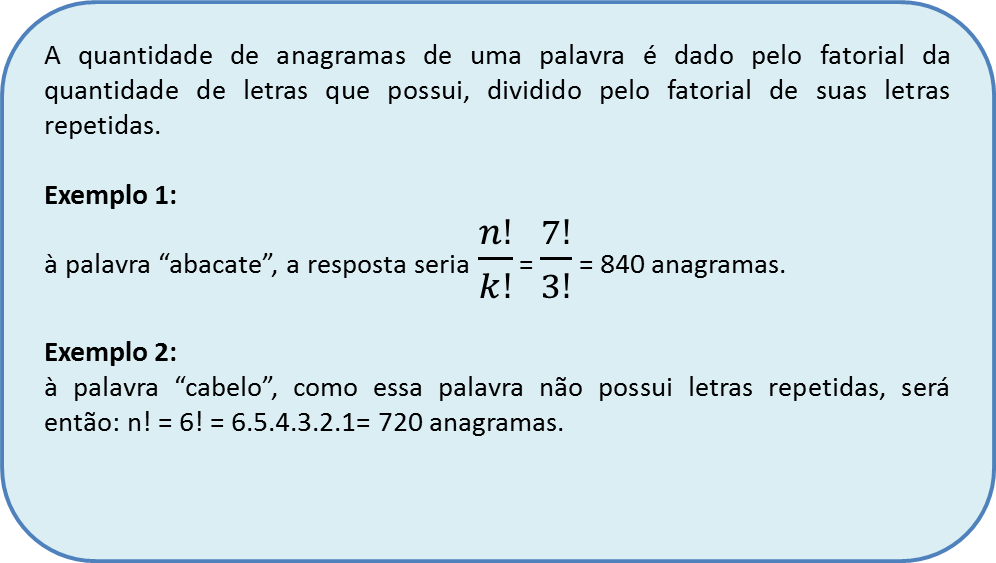 A quantidade de anagramas de uma palavra é dado pelo fatorial da
quantidade de letras que possui, dividido pelo fatorial de suas letras
repetidas.
Exemplo 1:
à palavra “abacate”, a resposta seria n!/k! = 7!/3! = 840 anagramas.
Exemplo 2:
à palavra “cabelo”, como essa palavra não possui letras repetidas, será
então: n! = 6! = 6.5.4.3.2.1= 720 anagramas.